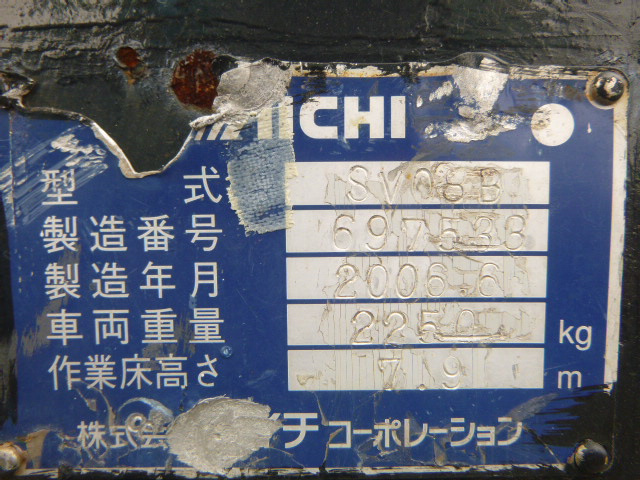 AICHI
型式 SV08B
製造番号 697533
製造年月 2006.6
車両重量 2250 kg
作業床高さ 7.9 m
株式会 チコーポレーション